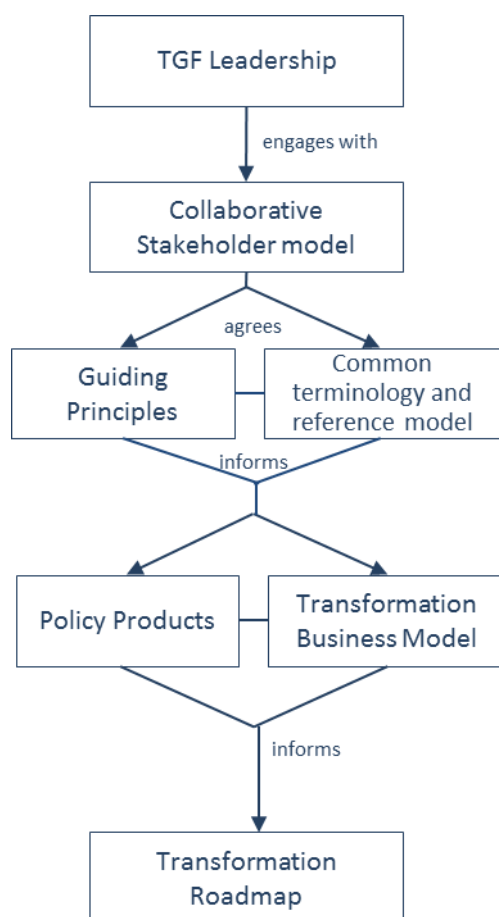 TGF Leadership
engages with
Collaborative
Stakeholder model
agrees
Guiding
Principles
Common
terminology and
reference model
informs
Policy Products
Transformation
Business Model
informs
Transformation
Roadmap